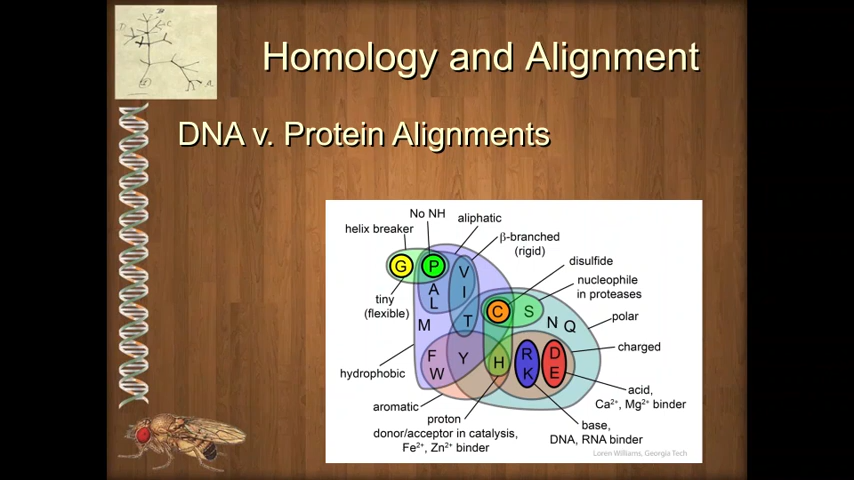 Homology and Alignment
DNA v. Protein Alignments
No NH
aliphatic
helix breaker
β-branched
(rigid)
disulfide
nucleophile
in proteases
G
P
V
I
A
L
tiny
(flexible)
T
C
S
N
Q
polar
M
charged
F
W
Y
H
R
K
D
E
hydrophobic
aromatic
acid,
Ca²⁺, Mg²⁺ binder
proton
donor/acceptor in catalysis,
Fe²⁺, Zn²⁺ binder
base,
DNA, RNA binder
Loren Williams, Georgia Tech